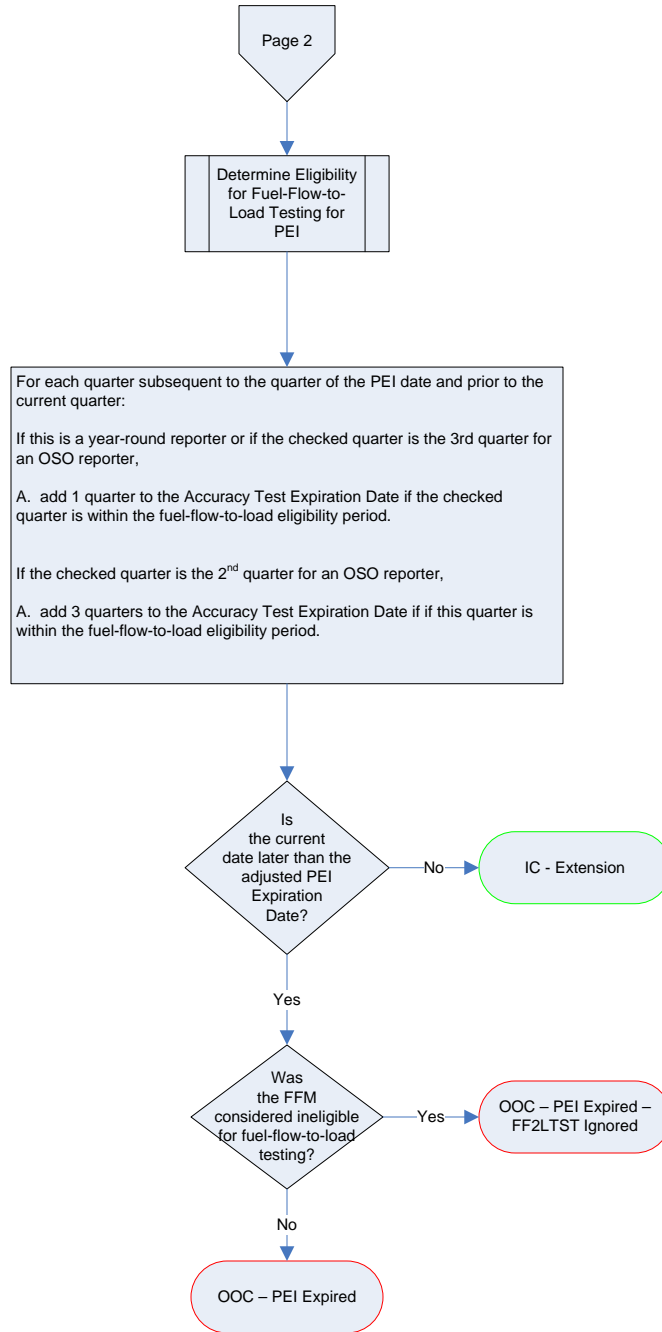 Page 2
Determine Eligibility
for Fuel-Flow-to-
Load Testing for
PEI
For each quarter subsequent to the quarter of the PEI date and prior to the
current quarter:
If this is a year-round reporter or if the checked quarter is the 3rd quarter for
an OSO reporter,
A. add 1 quarter to the Accuracy Test Expiration Date if the checked
quarter is within the fuel-flow-to-load eligibility period.
If the checked quarter is the 2nd quarter for an OSO reporter,
A. add 3 quarters to the Accuracy Test Expiration Date if if this quarter is
within the fuel-flow-to-load eligibility period.
Is
the current
date later than the
adjusted PEI
Expiration
Date?
No
IC - Extension
Yes
Was
the FFM
considered ineligible
for fuel-flow-to-load
testing?
Yes
OOC – PEI Expired –
FF2LTST Ignored
No
OOC – PEI Expired